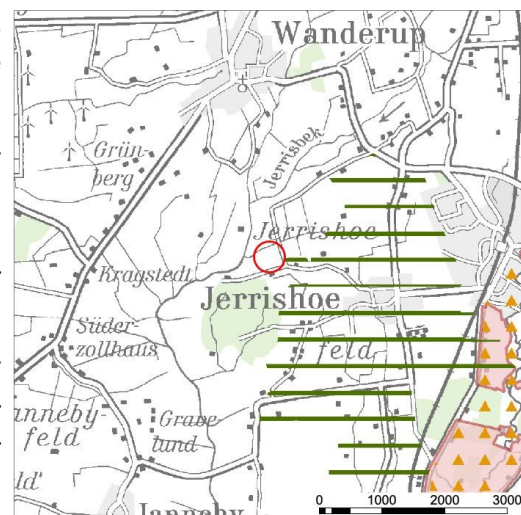 Wanderup
Grün-
berg
Jerrisbek
Jerrishoe
Kragstedt
Jerrishoe
Süder-
zollhaus
feld
anneby-
feld
Grave-
lund
ld'
Janneby
0 1000 2000 3000